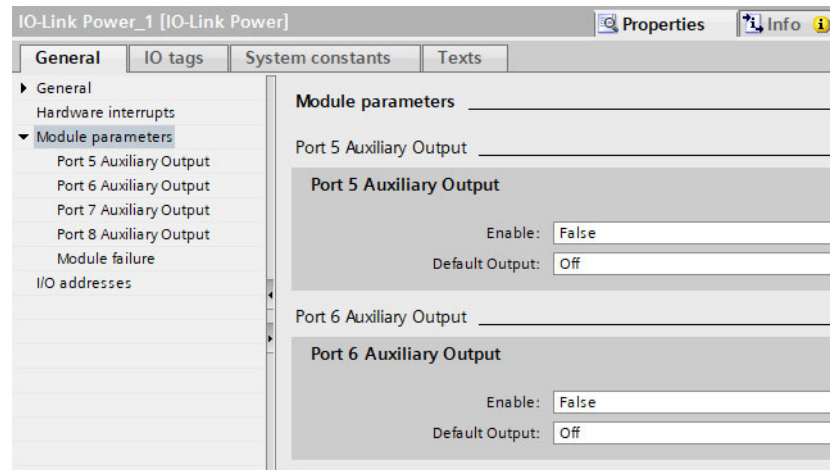 IO-Link Power_1 [IO-Link Power]
Properties
Info
General
IO tags
System constants
Texts
General
Hardware interrupts
Module parameters
Port 5 Auxiliary Output
Port 6 Auxiliary Output
Port 7 Auxiliary Output
Port 8 Auxiliary Output
Module failure
I/O addresses
Module parameters
Port 5 Auxiliary Output
Port 5 Auxiliary Output
Enable: False
Default Output: Off
Port 6 Auxiliary Output
Port 6 Auxiliary Output
Enable: False
Default Output: Off